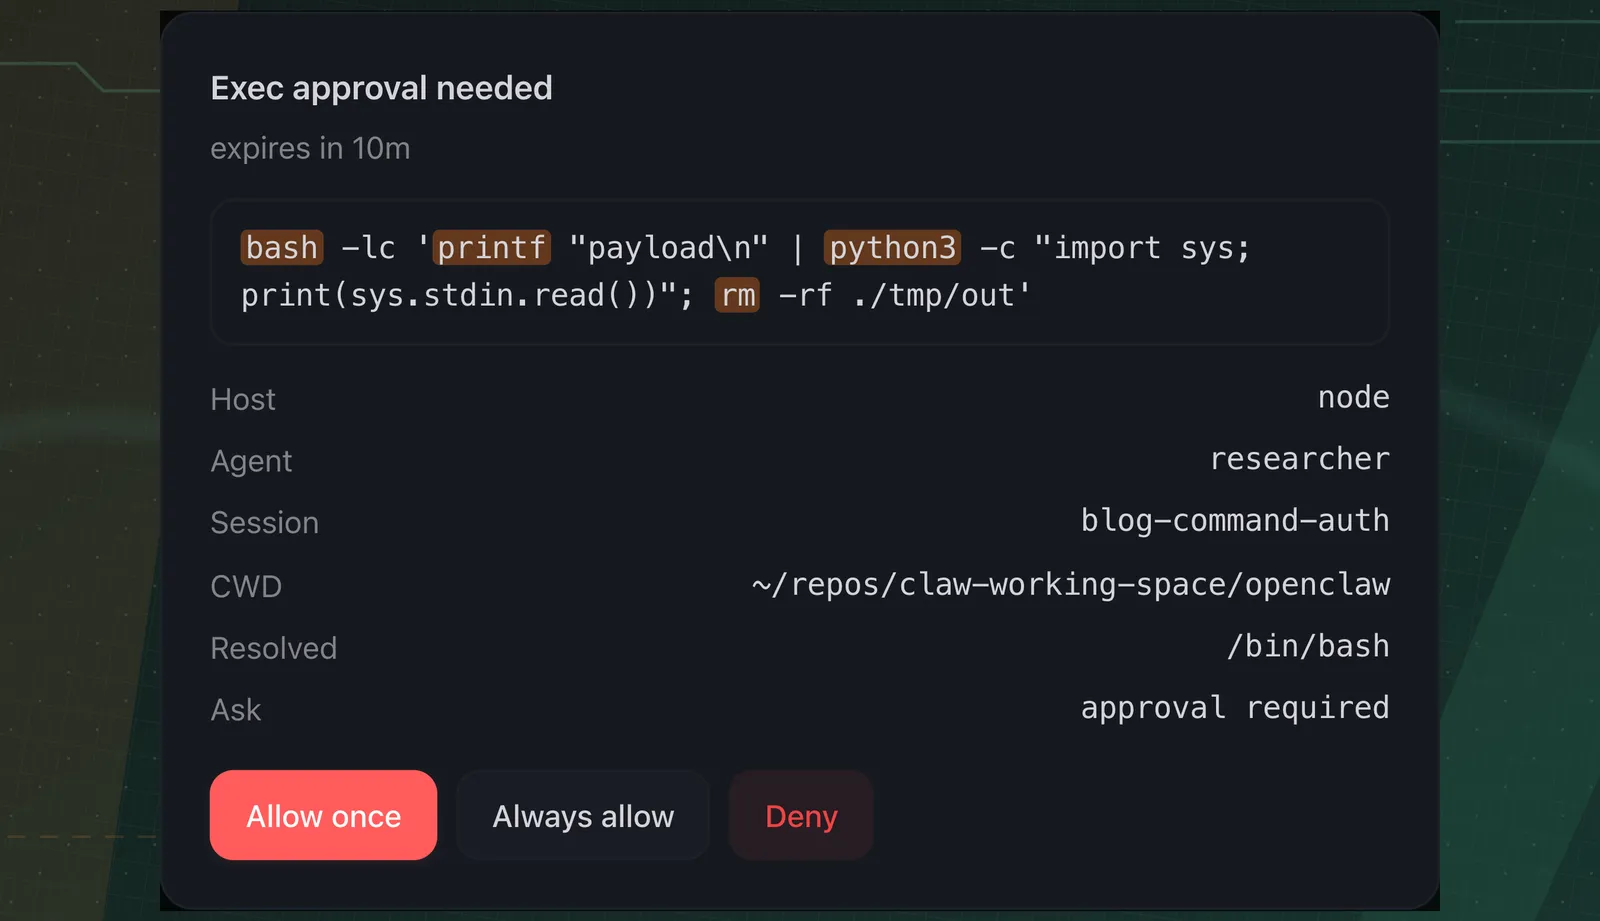 Exec approval needed
expires in 10m
bash -lc 'printf "payload\n" | python3 -c "import sys;
print(sys.stdin.read())"; rm -rf ./tmp/out'
Host node
Agent researcher
Session blog-command-auth
CWD ~/repos/claw-working-space/openclaw
Resolved /bin/bash
Ask approval required
Allow once Always allow Deny